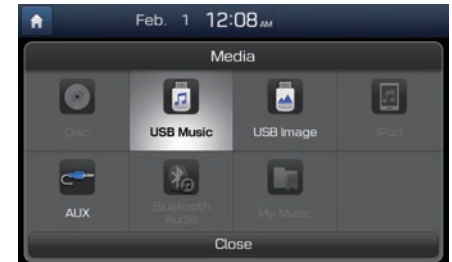 Feb. 1 12:08 AM
Media
Disc
USB Music
USB Image
iPod
AUX
Bluetooth
Audio
My Music
Close